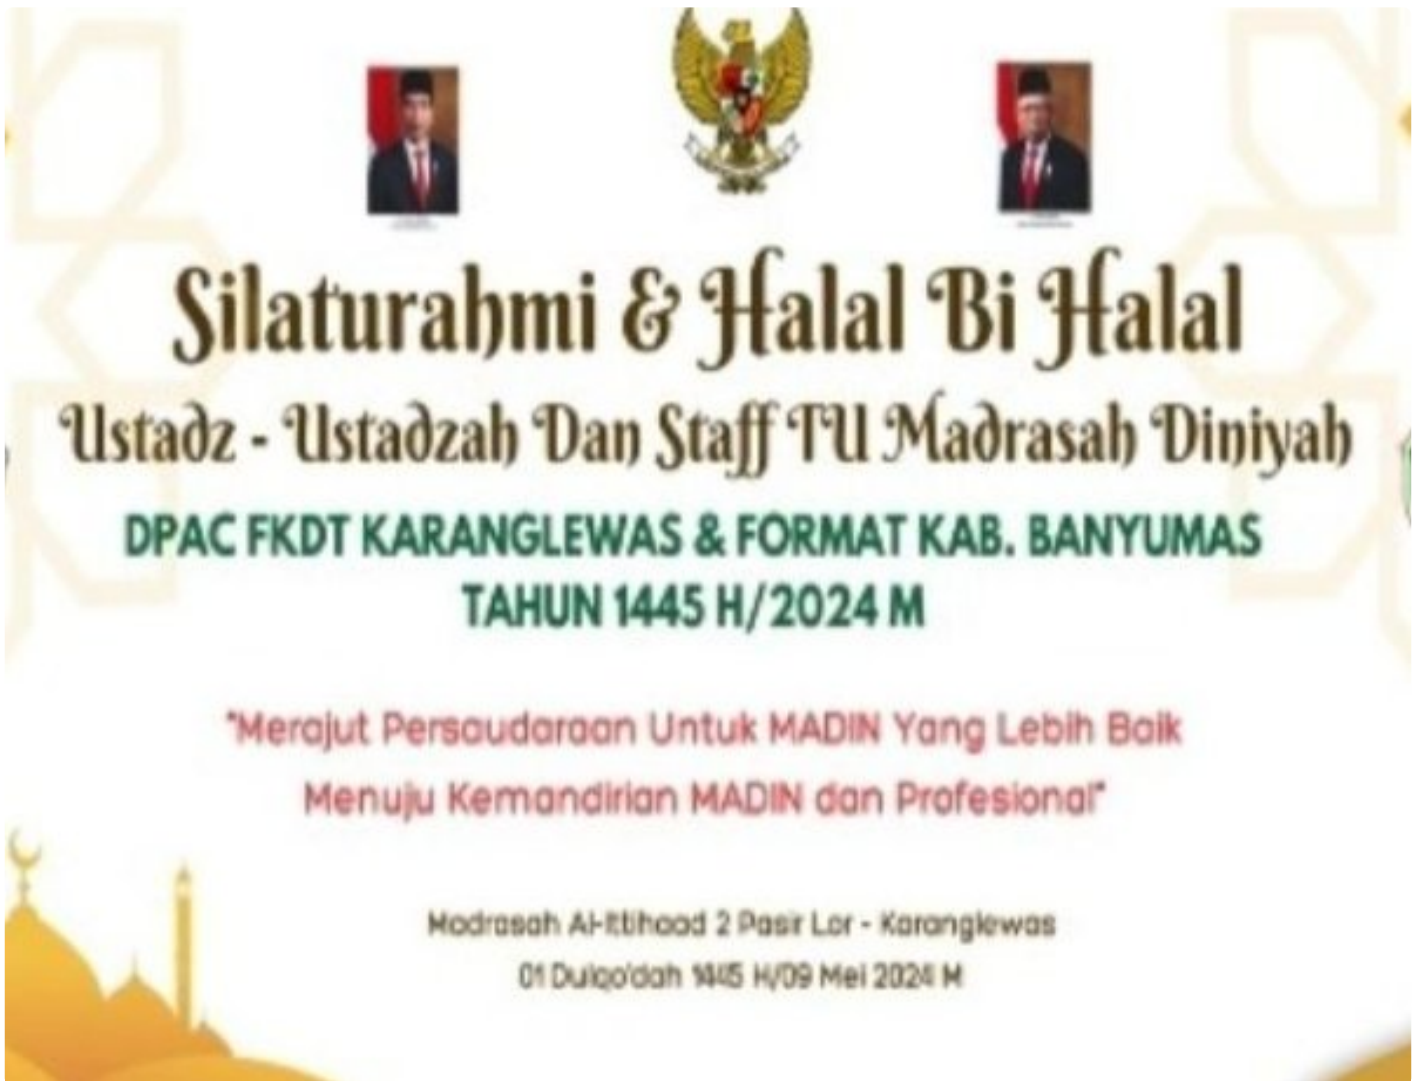 Silaturahmi & Halal Bi Halal
Ustadz - Ustadzah Dan Staff TU Madrasah Diniyah
DPAC FKDT KARANGLEWAS & FORMAT KAB. BANYUMAS
TAHUN 1445 H/2024 M
"Merajut Persaudaraan Untuk MADIN Yang Lebih Baik
Menuju Kemandirian MADIN dan Profesional"
Madrasah Al-Ittihaad 2 Pasir Lor - Karanglewas
01 Dulqo'dah 1445 H/09 Mei 2024 M